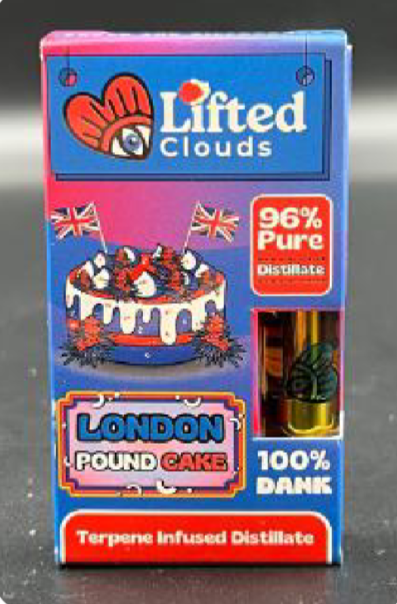 Lifted
Clouds
96%
Pure
Distillate
LONDON
POUND CAKE
100%
DANK
Terpene Infused Distillate